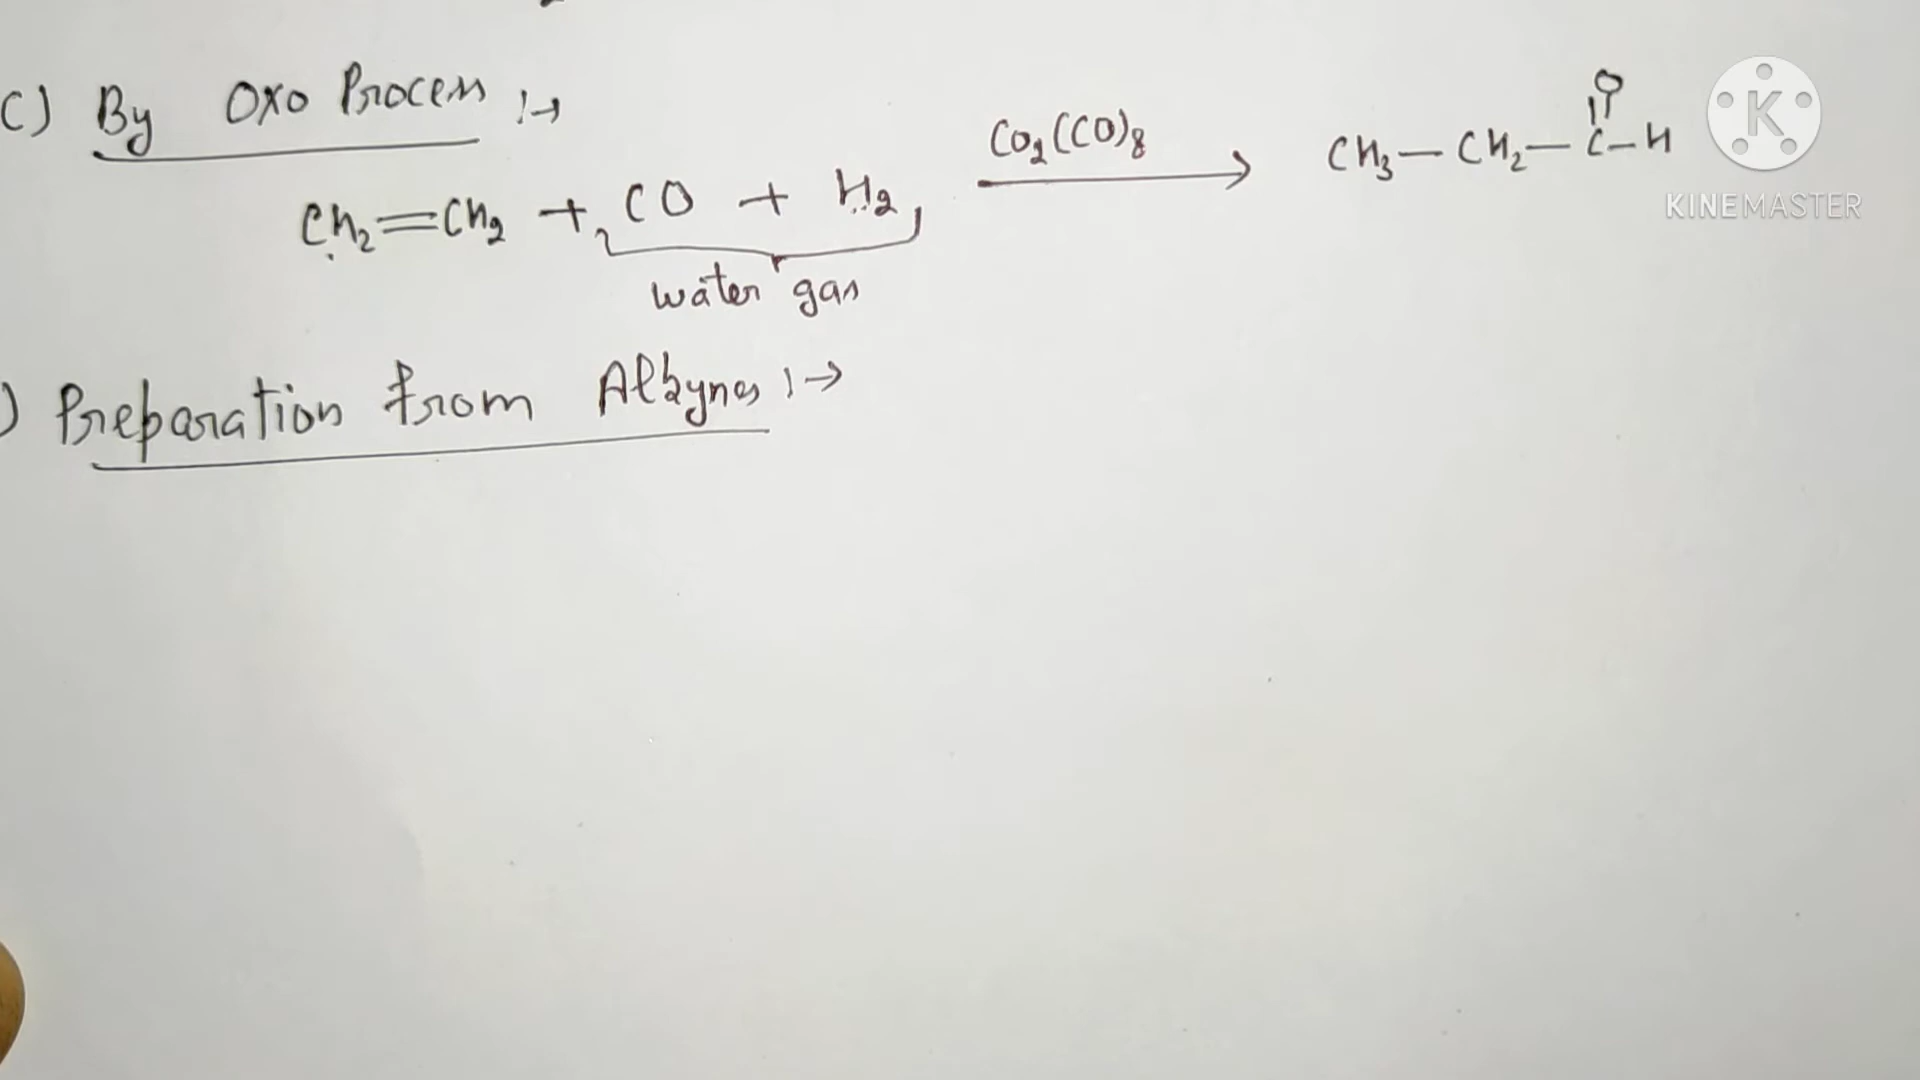 C) By Oxo Process :→
CH₂=CH₂ + CO + H₂ Co₂(CO)₈ → CH₃—CH₂—C—H
O
water gas
) Preparation from Alkynes :→
K
KINEMASTER